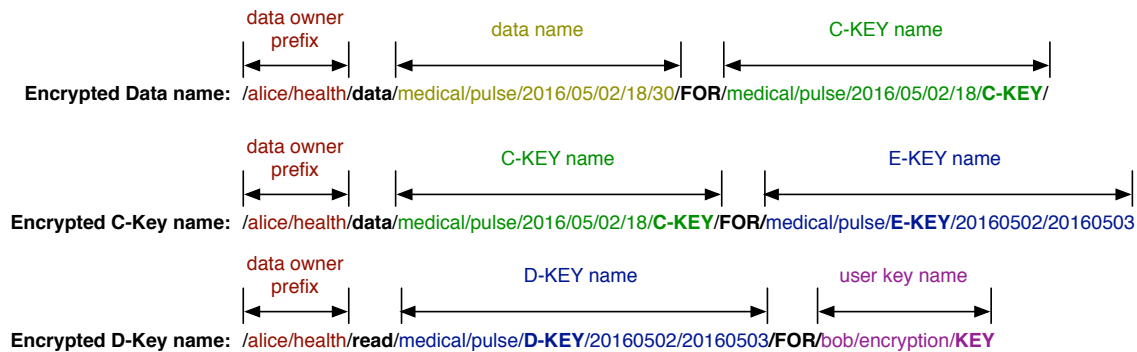 data owner prefix data name C-KEY name
Encrypted Data name: /alice/health/data/medical/pulse/2016/05/02/18/30/FOR/medical/pulse/2016/05/02/18/C-KEY/
data owner prefix C-KEY name E-KEY name
Encrypted C-Key name: /alice/health/data/medical/pulse/2016/05/02/18/C-KEY/FOR/medical/pulse/E-KEY/20160502/20160503
data owner prefix D-KEY name user key name
Encrypted D-Key name: /alice/health/read/medical/pulse/D-KEY/20160502/20160503/FOR/bob/encryption/KEY